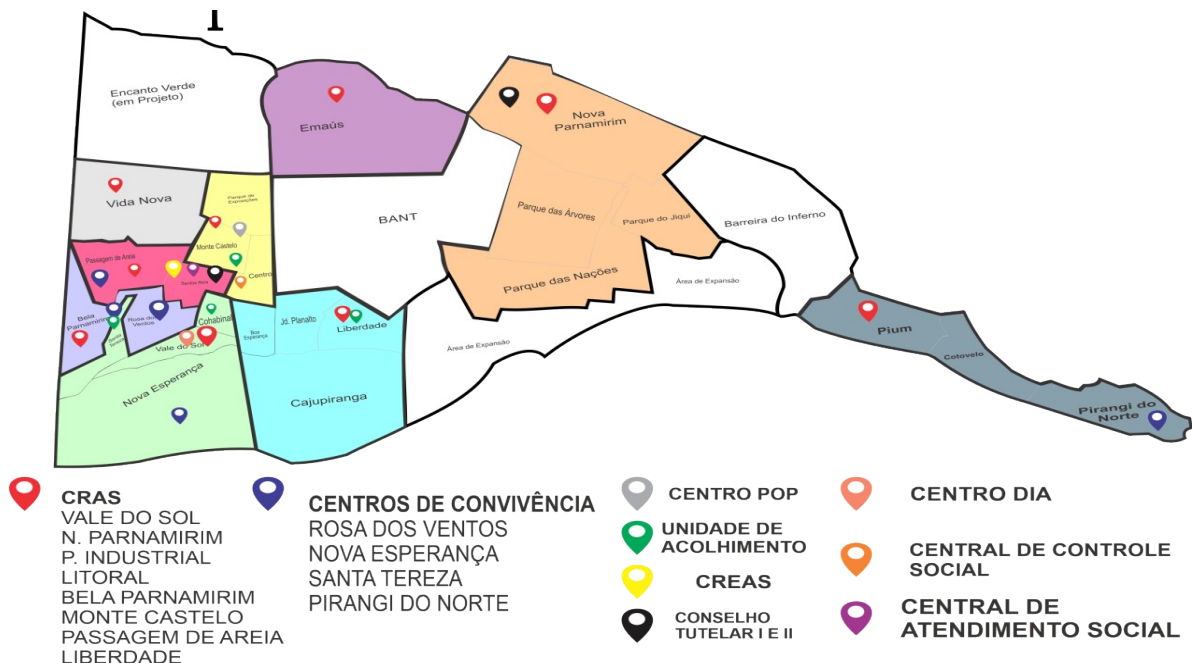 Encanto Verde
(em Projeto)
Emaús
Nova
Parnamirim
Vida Nova
Parque de
Exposições
BANT
Parque das Árvores
Parque do Jiqui
Barreira do Inferno
Monte Castelo
Passagem de Areia
Centro
Santos Reis
Parque das Nações
Área de Expansão
Bela
Parnamirim
Rosa dos
Ventos
Cohabinal
Santa
Tereza
Boa
Esperança
Jd. Planalto
Liberdade
Vale do Sol
Área de Expansão
Pium
Cotovelo
Nova Esperança
Cajupiranga
Pirangi do
Norte
CRAS
VALE DO SOL
N. PARNAMIRIM
P. INDUSTRIAL
LITORAL
BELA PARNAMIRIM
MONTE CASTELO
PASSAGEM DE AREIA
LIBERDADE
CENTROS DE CONVIVÊNCIA
ROSA DOS VENTOS
NOVA ESPERANÇA
SANTA TEREZA
PIRANGI DO NORTE
CENTRO POP
UNIDADE DE
ACOLHIMENTO
CREAS
CONSELHO
TUTELAR I E II
CENTRO DIA
CENTRAL DE CONTROLE
SOCIAL
CENTRAL DE
ATENDIMENTO SOCIAL